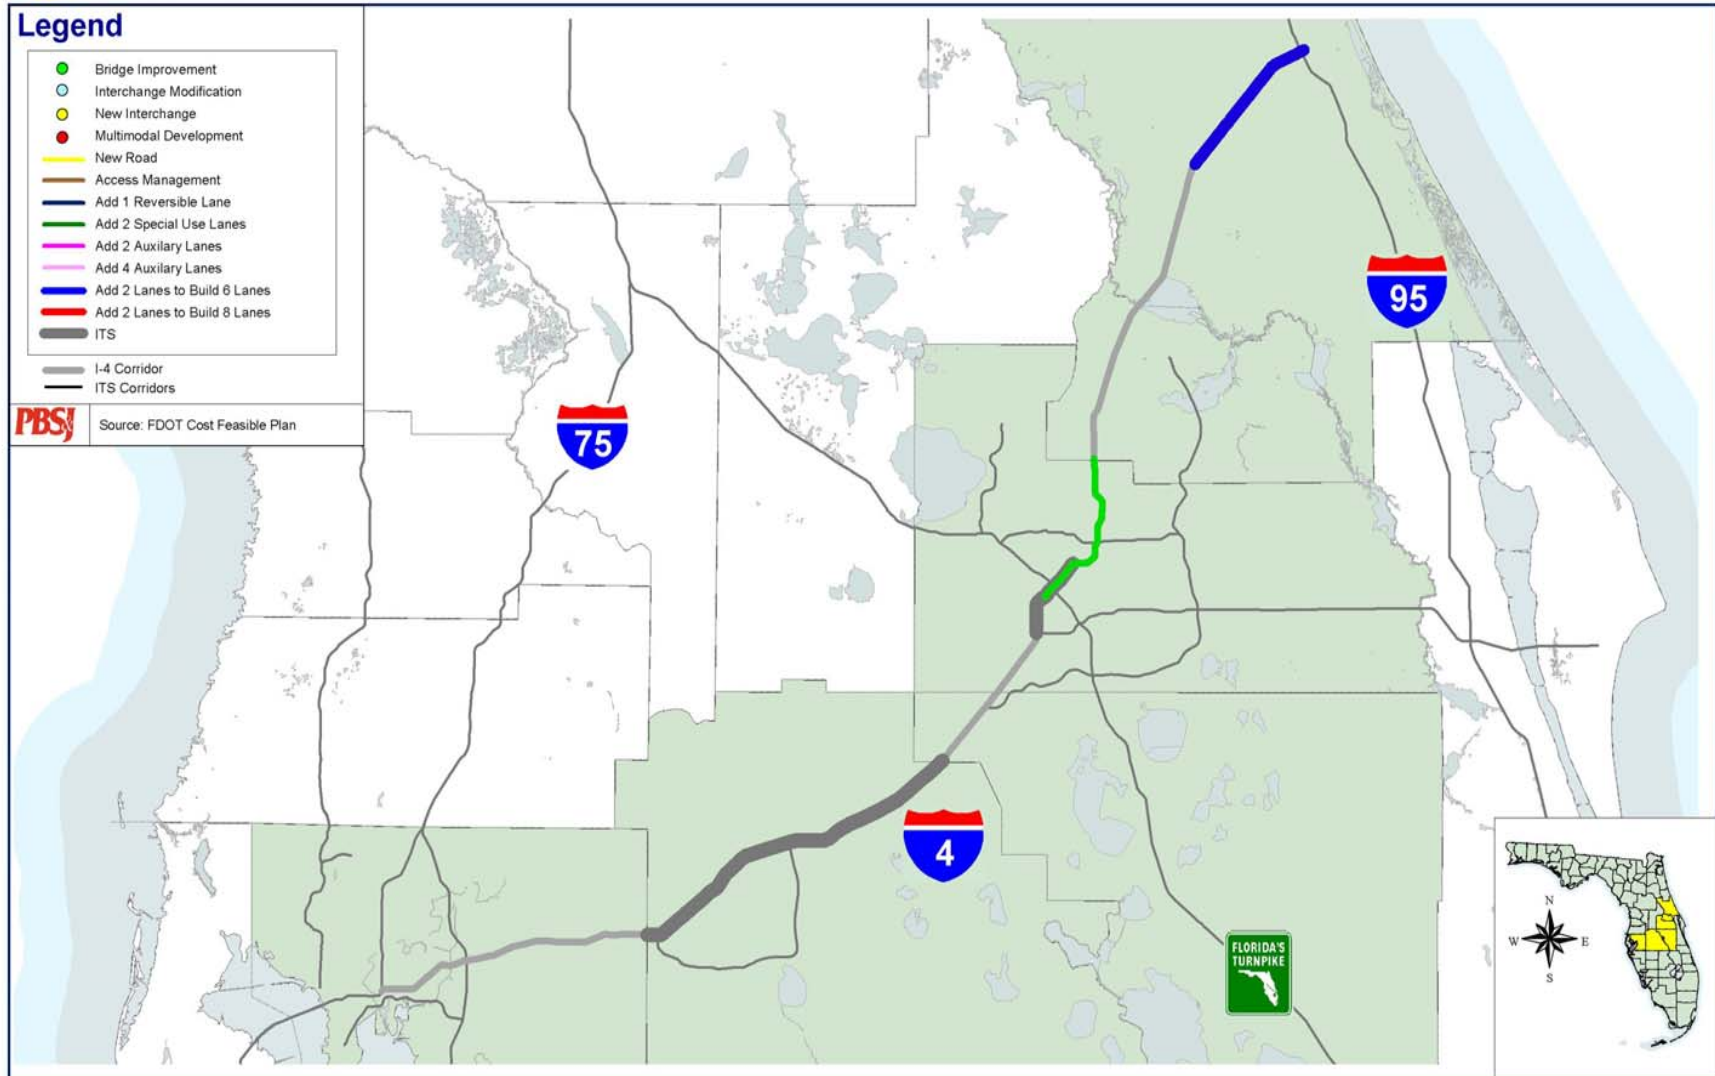 Legend
Bridge Improvement
Interchange Modification
New Interchange
Multimodal Development
New Road
Access Management
Add 1 Reversible Lane
Add 2 Special Use Lanes
Add 2 Auxilary Lanes
Add 4 Auxilary Lanes
Add 2 Lanes to Build 6 Lanes
Add 2 Lanes to Build 8 Lanes
ITS
I-4 Corridor
ITS Corridors
PBSJ
Source: FDOT Cost Feasible Plan
95
75
4
FLORIDA'S
TURNPIKE
N
W E
S